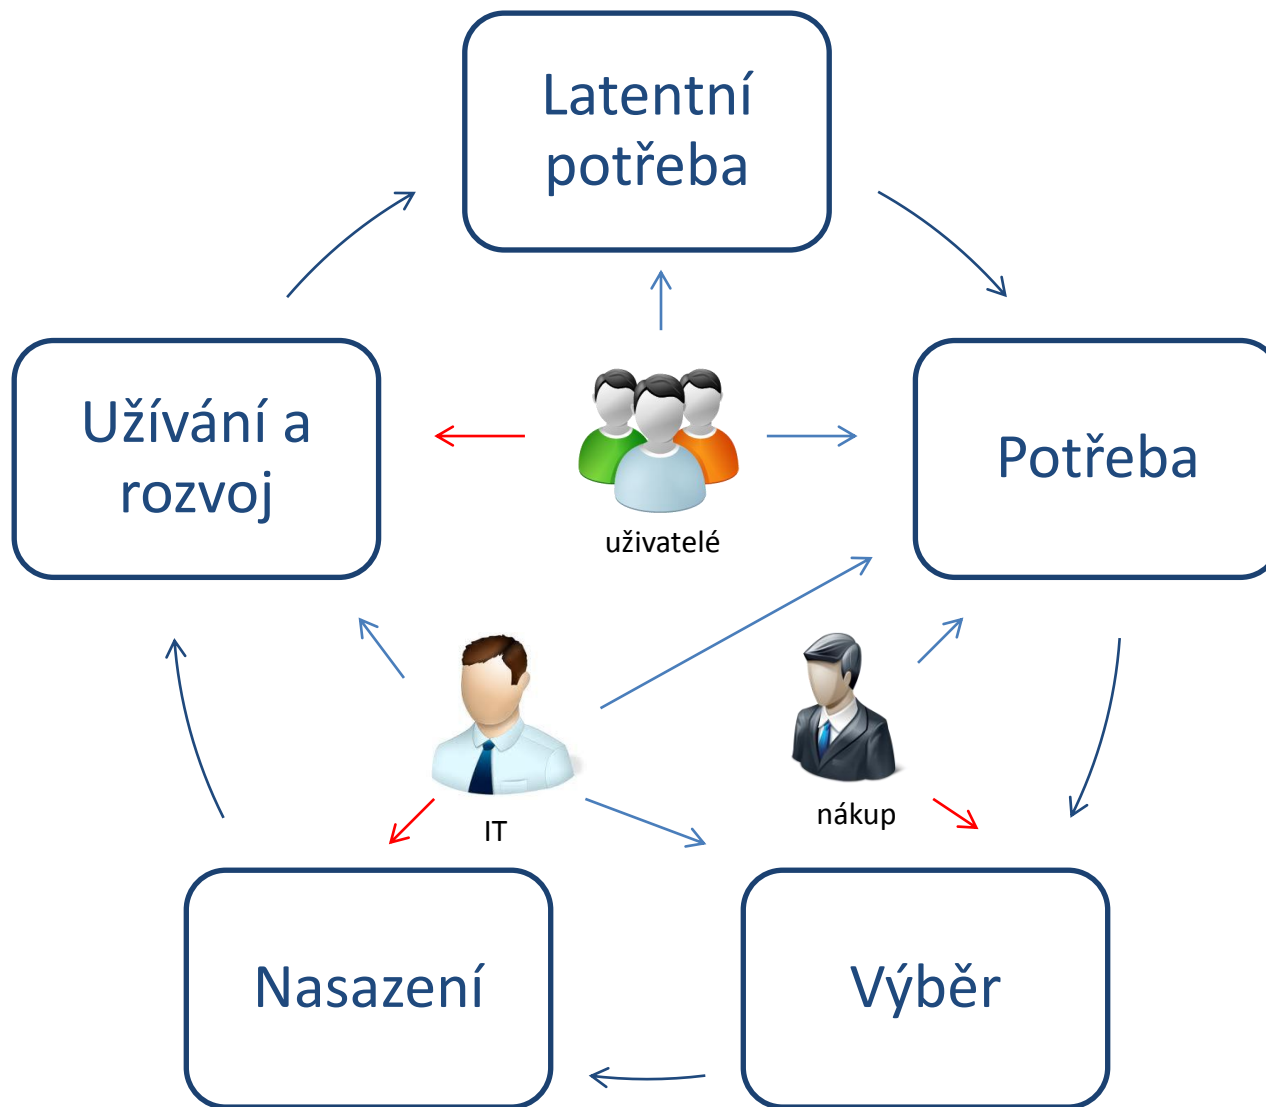 Latentní
potřeba
Užívání a
rozvoj
Potřeba
uživatelé
IT
nákup
Nasazení
Výběr